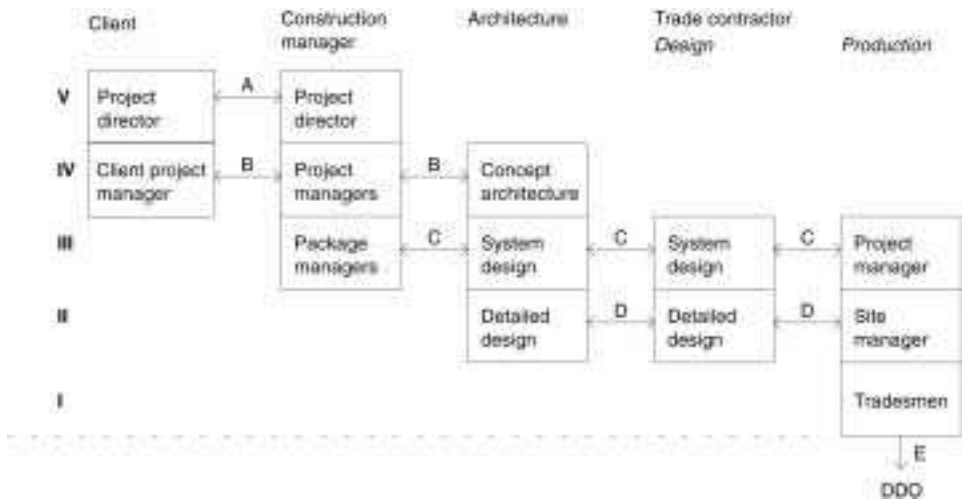 Client
Construction
manager
Architecture
Trade contractor
Design
Production
V
Project
director
A
Project
director
IV
Client project
manager
B
Project
managers
B
Concept
architecture
III
Package
managers
C
System
design
C
System
design
C
Project
manager
II
Detailed
design
D
Detailed
design
D
Site
manager
I
Tradesmen
E
DDO